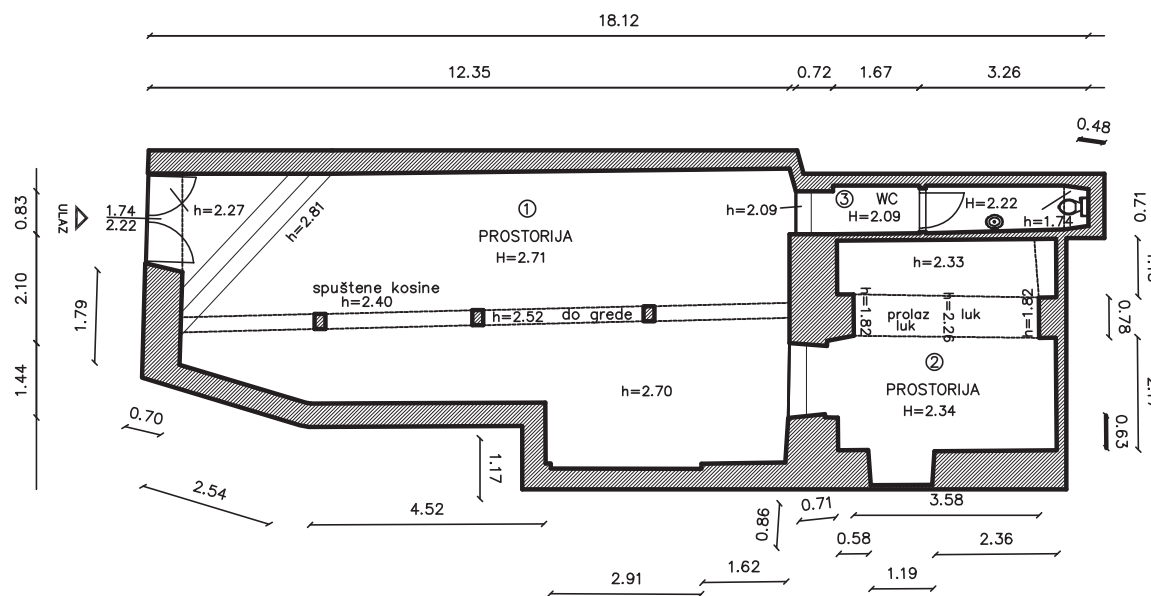 18.12
12.35
0.72
1.67
3.26
0.48
0.83
ULAZ
1.74
2.22
h=2.27
h=2.81
1
PROSTORIJA
H=2.71
h=2.09
3
WC
H=2.09
H=2.22
h=1.74
0.71
2.10
1.79
spuštene kosine
h=2.40
h=2.52
do grede
h=2.33
h=1.82
prolaz
luk
h=2.26
luk
h=1.82
0.78
1.44
h=2.70
2
PROSTORIJA
H=2.34
0.63
0.70
1.17
2.54
4.52
0.86
0.71
3.58
0.58
2.36
2.91
1.62
1.19